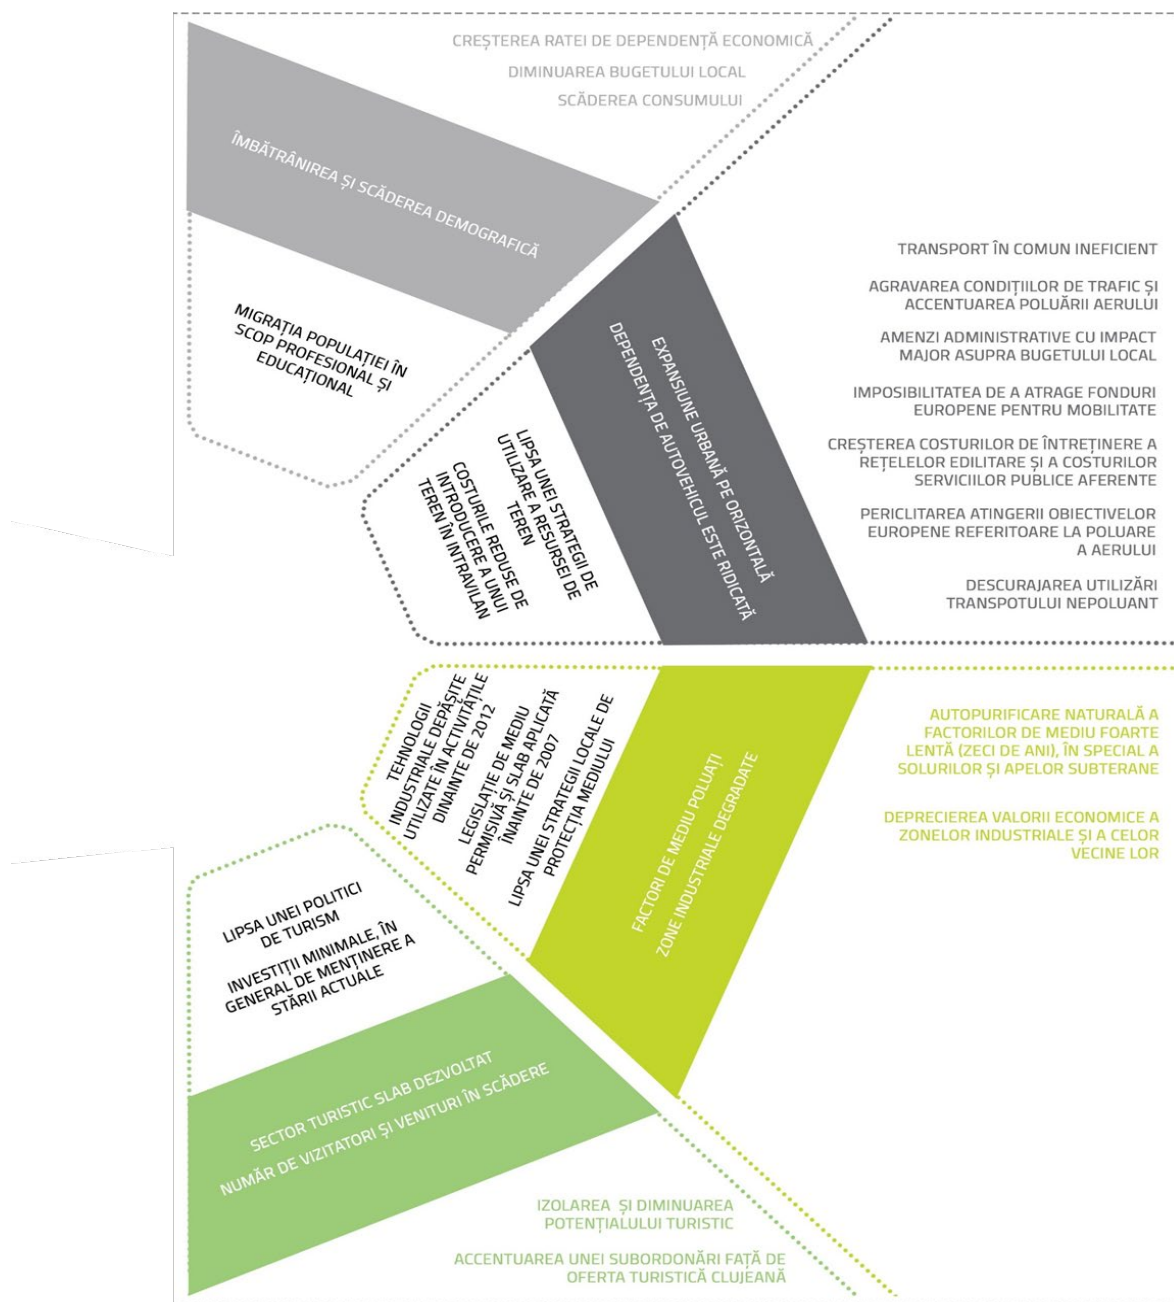 CREȘTEREA RATEI DE DEPENDENȚĂ ECONOMICĂ
DIMINUAREA BUGETULUI LOCAL
SCĂDEREA CONSUMULUI
ÎMBĂTRÂNIREA ȘI SCĂDEREA DEMOGRAFICĂ
MIGRAȚIA POPULAȚIEI ÎN
SCOP PROFESIONAL ȘI
EDUCAȚIONAL
EXPANSIUNE URBANĂ PE ORIZONTALĂ
DEPENDENȚA DE AUTOVEHICUL ESTE RIDICATĂ
LIPSA UNEI STRATEGII DE
UTILIZARE A RESURSEI DE
TEREN
COSTURILE REDUSE DE
INTRODUCERE A UNUI
TEREN ÎN INTRAVILAN
TRANSPORT ÎN COMUN INEFICIENT
AGRAVAREA CONDIȚIILOR DE TRAFIC ȘI
ACCENTUAREA POLUĂRII AERULUI
AMENZI ADMINISTRATIVE CU IMPACT
MAJOR ASUPRA BUGETULUI LOCAL
IMPOSIBILITATEA DE A ATRAGE FONDURI
EUROPENE PENTRU MOBILITATE
CREȘTEREA COSTURILOR DE ÎNTREȚINERE A
REȚELELOR EDILITARE ȘI A COSTURILOR
SERVICIILOR PUBLICE AFERENTE
PERICLITAREA ATINGERII OBIECTIVELOR
EUROPENE REFERITOARE LA POLUARE
A AERULUI
DESCURAJAREA UTILIZĂRI
TRANSPOTULUI NEPOLUANT
TEHNOLOGII
INDUSTRIALE DEPĂȘITE
UTILIZATE ÎN ACTIVITĂȚILE
DINAINTE DE 2012
LEGISLAȚIE DE MEDIU
PERMISIVĂ ȘI SLAB APLICATĂ
ÎNAINTE DE 2007
LIPSA UNEI STRATEGII LOCALE DE
PROTECȚIA MEDIULUI
FACTORI DE MEDIU POLUAȚI
ZONE INDUSTRIALE DEGRADATE
AUTOPURIFICARE NATURALĂ A
FACTORILOR DE MEDIU FOARTE
LENTĂ (ZECI DE ANI), ÎN SPECIAL A
SOLURILOR ȘI APELOR SUBTERANE
DEPRECIEREA VALORII ECONOMICE A
ZONELOR INDUSTRIALE ȘI A CELOR
VECINE LOR
LIPSA UNEI POLITICI
DE TURISM
INVESTIȚII MINIMALE, ÎN
GENERAL DE MENȚINERE A
STĂRII ACTUALE
SECTOR TURISTIC SLAB DEZVOLTAT
NUMĂR DE VIZITATORI ȘI VENITURI ÎN SCĂDERE
IZOLAREA ȘI DIMINUAREA
POTENȚIALULUI TURISTIC
ACCENTUAREA UNEI SUBORDONĂRI FAȚĂ DE
OFERTA TURISTICĂ CLUJEANĂ